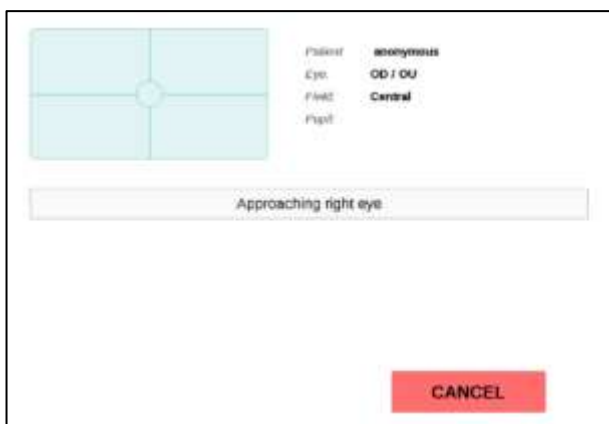 Patient: anonymous
Eye: OD / OU
Field: Central
Pupil:
Approaching right eye
CANCEL